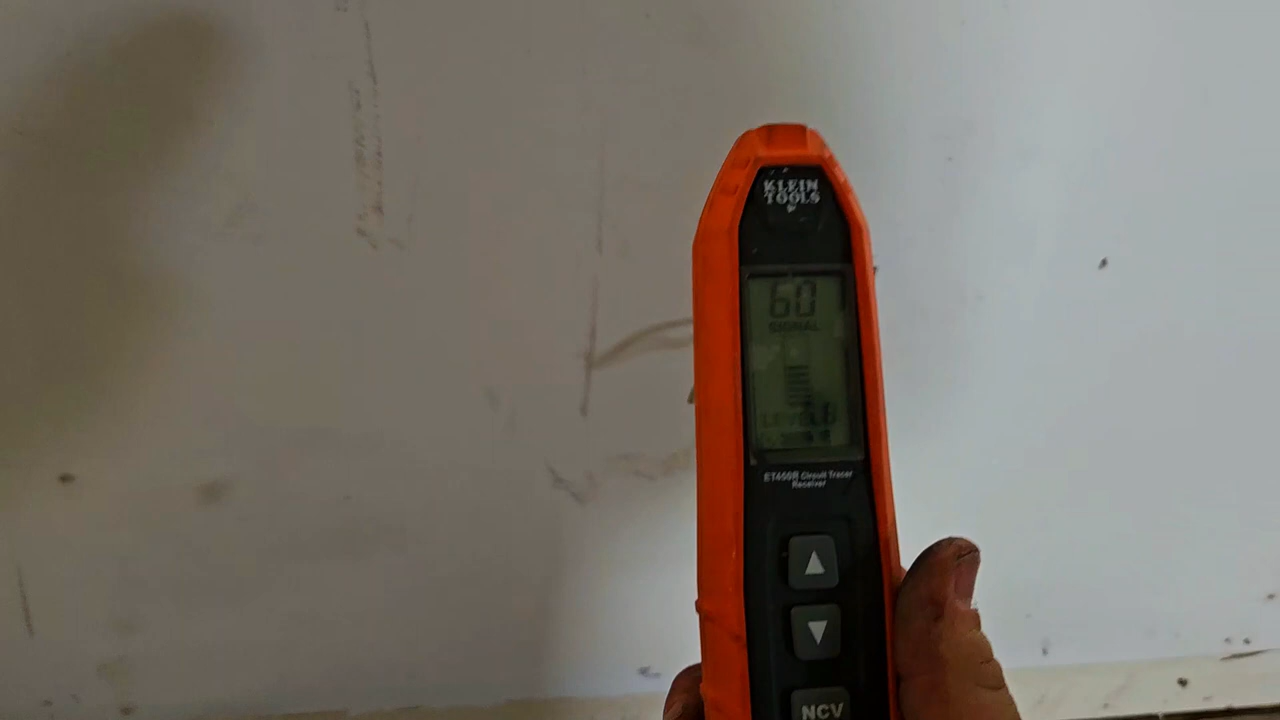 KLEIN
TOOLS
60
SIGNAL
ET450R Circuit Tracer
Receiver
NCV